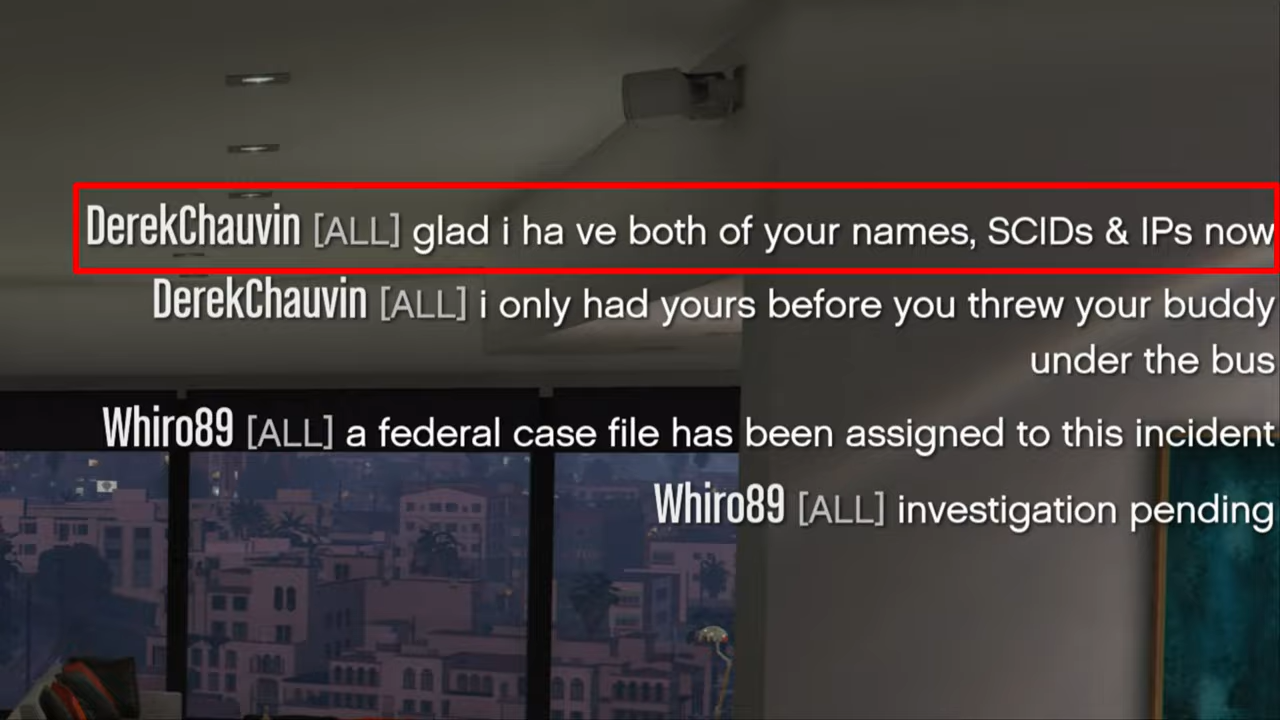 DerekChauvin [ALL] glad i ha ve both of your names, SCIDs & IPs now
DerekChauvin [ALL] i only had yours before you threw your buddy
under the bus
Whiro89 [ALL] a federal case file has been assigned to this incident
Whiro89 [ALL] investigation pending